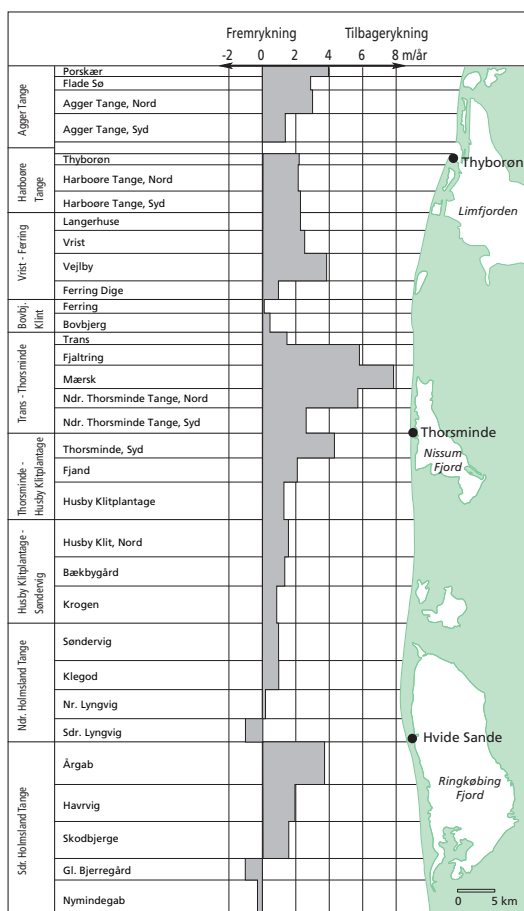 Fremrykning Tilbagerykning
-2 0 2 4 6 8 m/år
Agger Tange
Porskær
Flade Sø
Agger Tange, Nord
Agger Tange, Syd
Harboøre
Tange
Thyborøn
Harboøre Tange, Nord
Harboøre Tange, Syd
Vrist - Ferring
Langerhuse
Vrist
Vejlby
Ferring Dige
Bovbj.
Klint
Ferring
Bovbjerg
Trans - Thorsminde
Trans
Fjaltring
Mærsk
Ndr. Thorsminde Tange, Nord
Ndr. Thorsminde Tange, Syd
Thorsminde -
Husby Klitplantage
Thorsminde, Syd
Fjand
Husby Klitplantage
Husby Klitplantage -
Søndervig
Husby Klit, Nord
Bækbygård
Krogen
Ndr. Holmsland Tange
Søndervig
Klegod
Nr. Lyngvig
Sdr. Lyngvig
Sdr. Holmsland Tange
Årgab
Havrvig
Skodbjerge
Gl. Bjerregård
Nymindegab
Thyborøn
Limfjorden
Thorsminde
Nissum
Fjord
Hvide Sande
Ringkøbing
Fjord
0 5 km